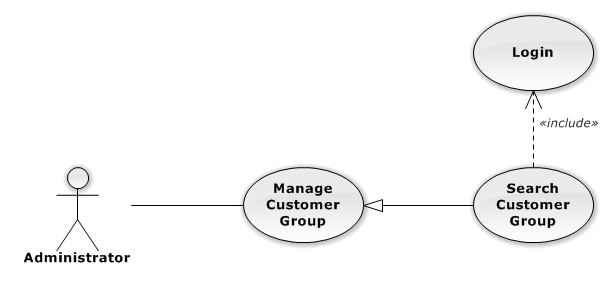 Login
«include»
Manage
Customer
Group
Search
Customer
Group
Administrator